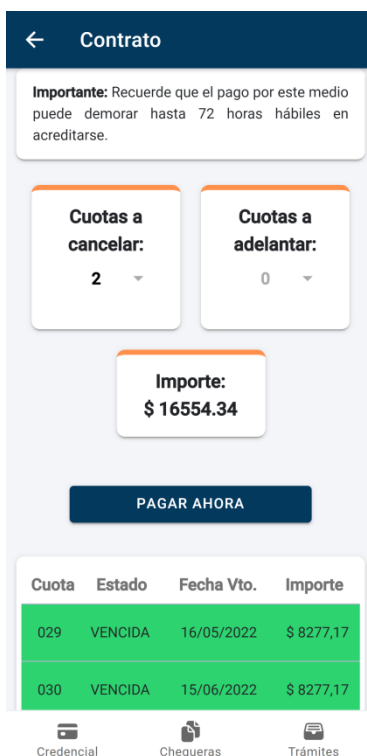 Contrato
Importante: Recuerde que el pago por este medio
puede demorar hasta 72 horas hábiles en
acreditarse.
Cuotas a
cancelar:
2
Cuotas a
adelantar:
0
Importe:
$ 16554.34
PAGAR AHORA
Cuota Estado Fecha Vto. Importe
029 VENCIDA 16/05/2022 $ 8277,17
030 VENCIDA 15/06/2022 $ 8277,17
Credencial Chequeras Trámites